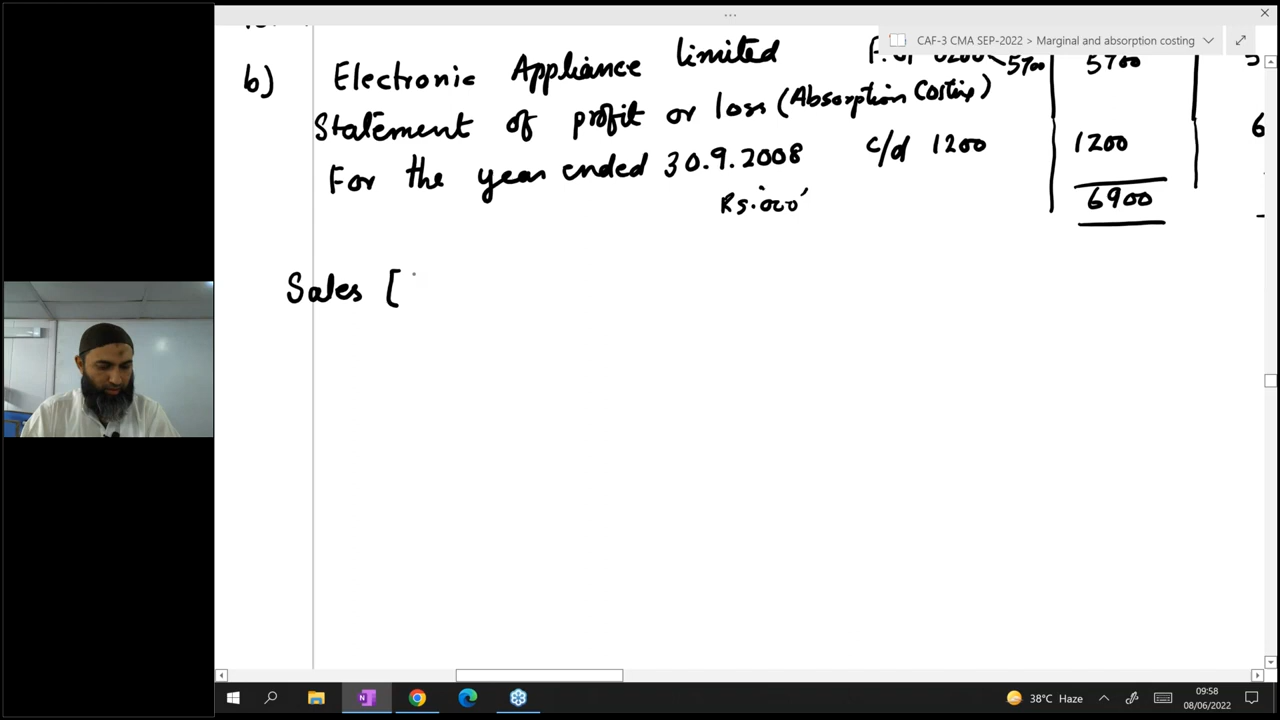 CAF-3 CMA SEP-2022 > Marginal and absorption costing
b) Electronic Appliance Limited
5700 5700
Statement of profit or loss (Absorption Costing)
For the year ended 30.9.2008
c/d 1200 1200
Rs.'000'
6900
Sales [
38°C Haze
09:58
08/06/2022